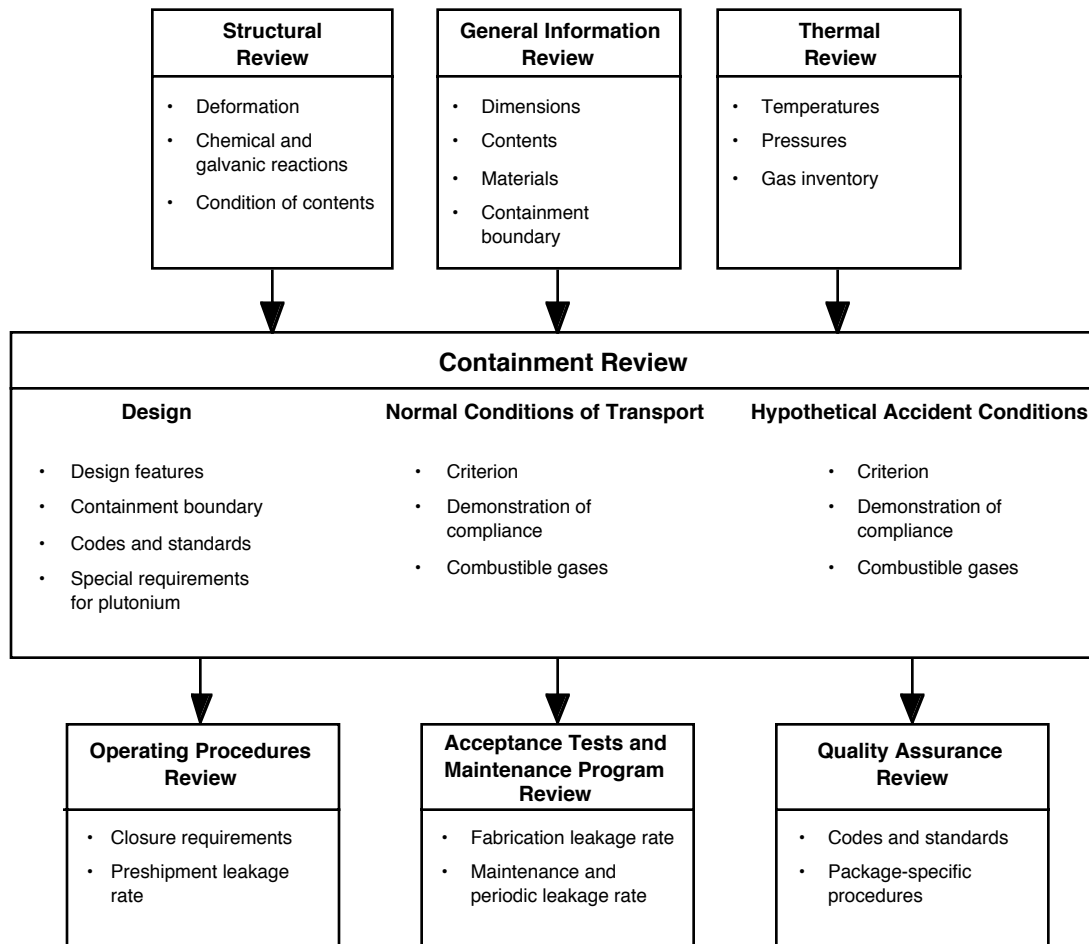 Structural
Review
• Deformation
• Chemical and
galvanic reactions
• Condition of contents
General Information
Review
• Dimensions
• Contents
• Materials
• Containment
boundary
Thermal
Review
• Temperatures
• Pressures
• Gas inventory
Containment Review
Design
• Design features
• Containment boundary
• Codes and standards
• Special requirements
for plutonium
Normal Conditions of Transport
• Criterion
• Demonstration of
compliance
• Combustible gases
Hypothetical Accident Conditions
• Criterion
• Demonstration of
compliance
• Combustible gases
Operating Procedures
Review
• Closure requirements
• Preshipment leakage
rate
Acceptance Tests and
Maintenance Program
Review
• Fabrication leakage rate
• Maintenance and
periodic leakage rate
Quality Assurance
Review
• Codes and standards
• Package-specific
procedures